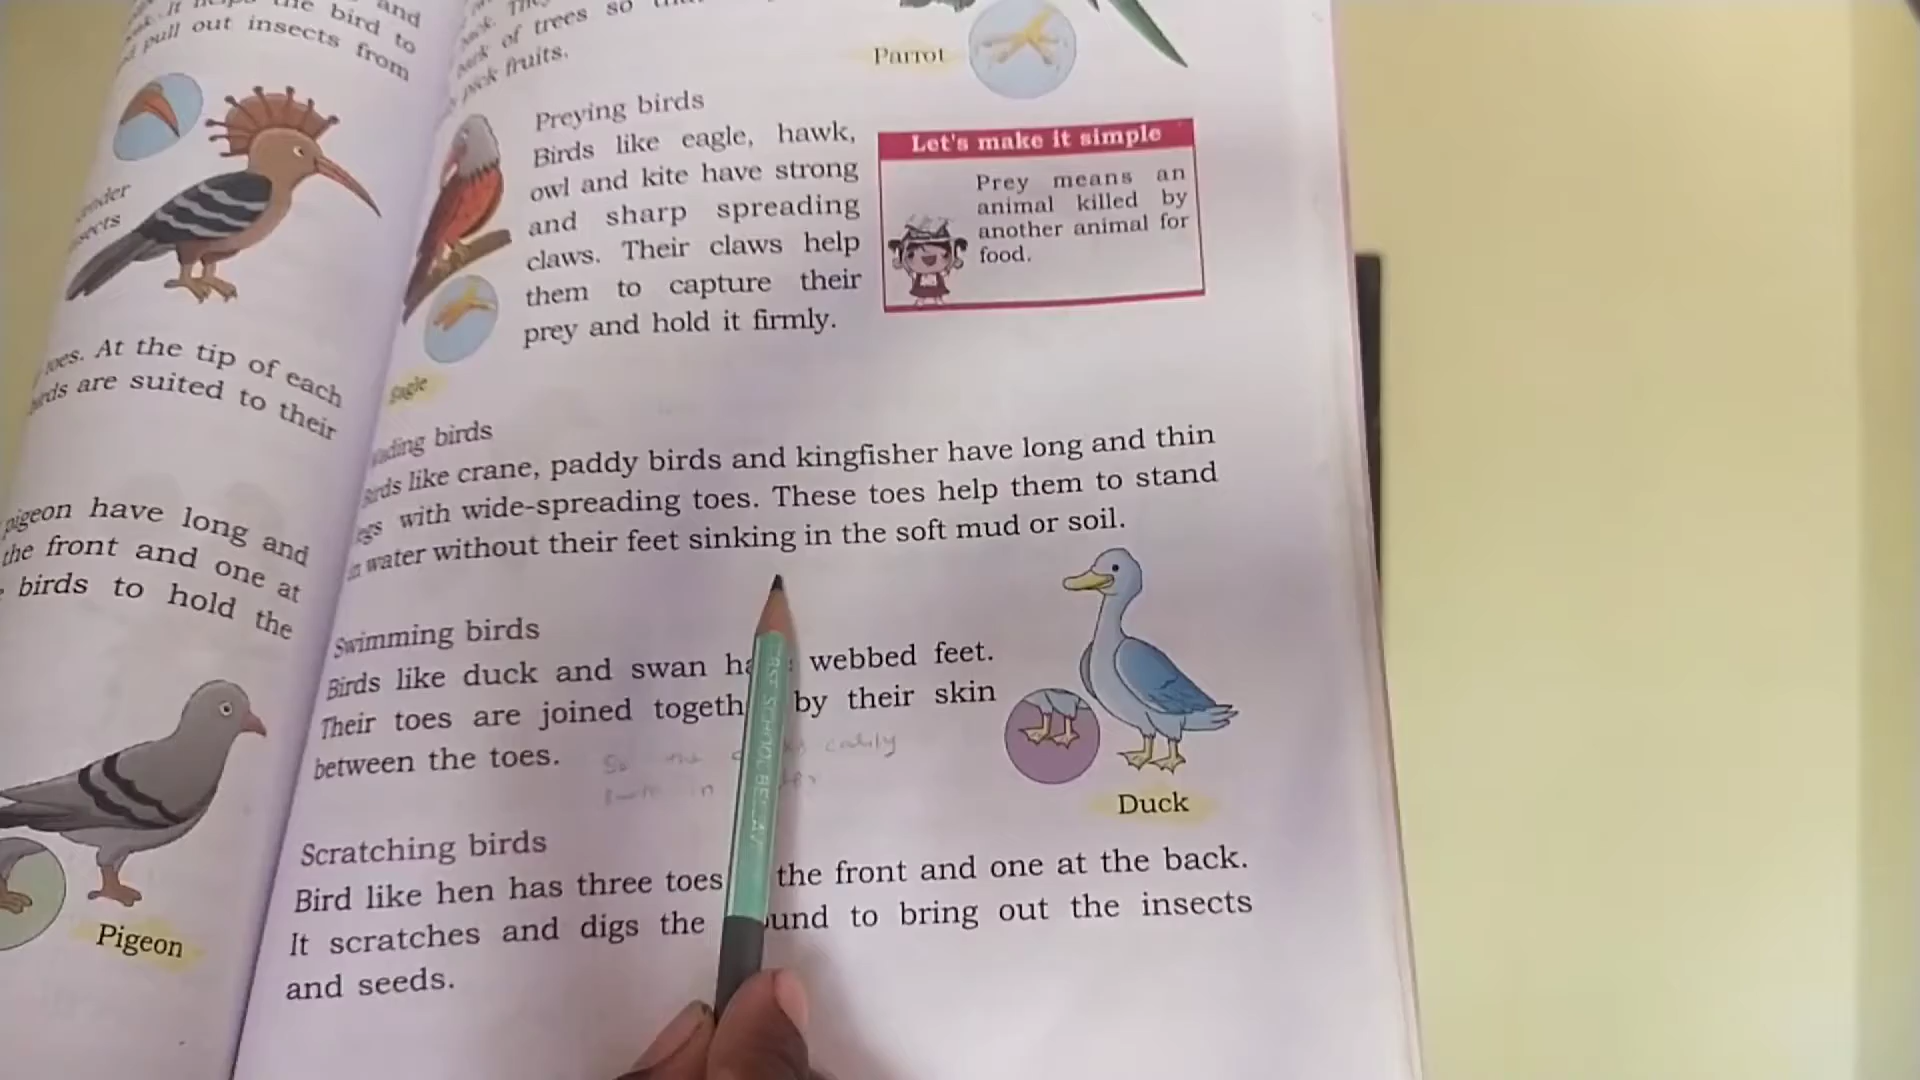 and
the bird to
pull out insects from
toes. At the tip of each
are suited to their
pigeon have long and
the front and one at
birds to hold the
Pigeon
of trees so
pick fruits.
Parrot
Preying birds
Birds like eagle, hawk,
owl and kite have strong
and sharp spreading
claws. Their claws help
them to capture their
prey and hold it firmly.
Eagle
Let's make it simple
Prey means an
animal killed by
another animal for
food.
birds
Birds like crane, paddy birds and kingfisher have long and thin
with wide-spreading toes. These toes help them to stand
in water without their feet sinking in the soft mud or soil.
Swimming birds
Birds like duck and swan webbed feet.
Their toes are joined by their skin
between the toes.
Duck
Scratching birds
Bird like hen has three toes the front and one at the back.
It scratches and digs the to bring out the insects
and seeds.